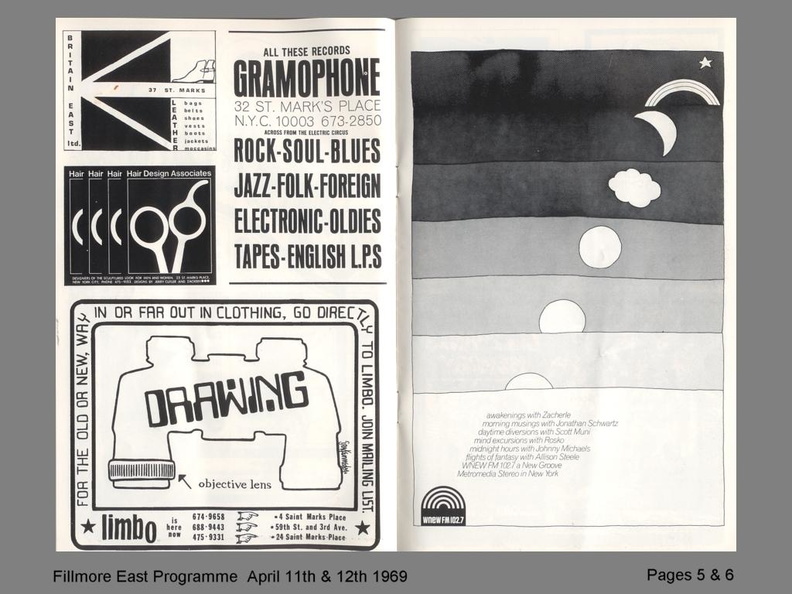 BRITAIN EAST ltd.
37 ST. MARKS
LEATHER
bags
belts
shoes
vests
boots
jackets
moccasins
Hair
Hair
Hair
Hair Design Associates
ALL THESE RECORDS
GRAMOPHONE
32 ST. MARK'S PLACE
N.Y.C. 10003 673-2850
ACROSS FROM THE ELECTRIC CIRCUS
ROCK-SOUL-BLUES
JAZZ-FOLK-FOREIGN
ELECTRONIC-OLDIES
TAPES-ENGLISH L.P.S
FOR THE OLD OR NEW, WAY IN OR FAR OUT IN CLOTHING, GO DIRECTLY TO LIMBO. JOIN MAILING LIST.
DRAWING
objective lens
limbo
is
here
now
674-9658
688-9443
475-9331
4 Saint Marks Place
59th St. and 3rd Ave.
24 Saint Marks Place
awakenings with Zacherle
morning musings with Jonathan Schwartz
daytime diversions with Scott Muni
mind excursions with Rosko
midnight hours with Johnny Michaels
flights of fantasy with Allison Steele
WNEW FM 102.7 a New Groove
Metromedia Stereo in New York
WNEW FM 102.7
Fillmore East Programme April 11th & 12th 1969
Pages 5 & 6